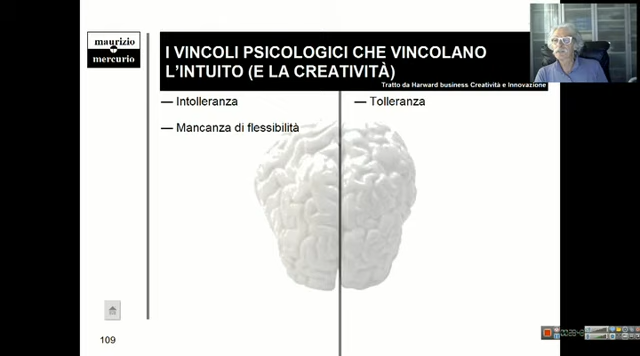 maurizio
mercurio
I VINCOLI PSICOLOGICI CHE VINCOLANO
L'INTUITO (E LA CREATIVITÀ)
Tratto da Harward business Creatività e Innovazione
— Intolleranza
— Tolleranza
— Mancanza di flessibilità
109